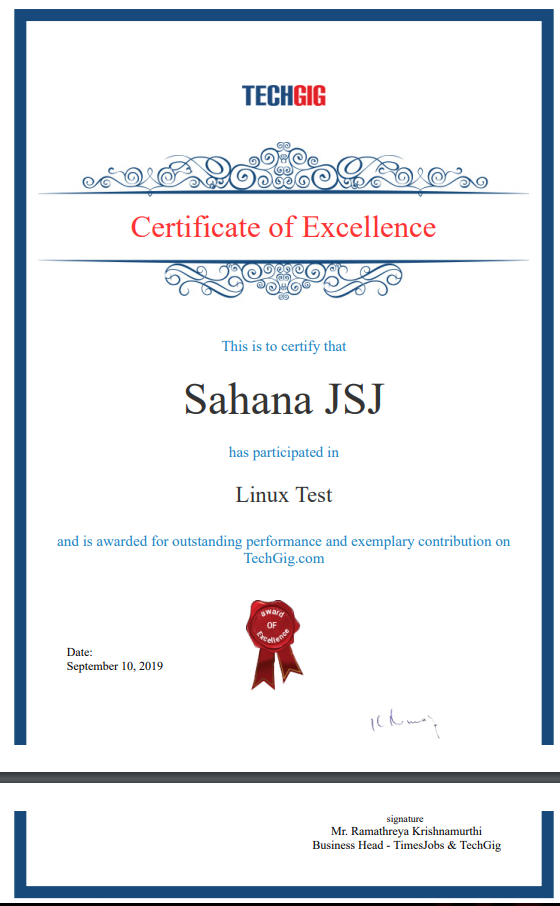 TECHGIG
Certificate of Excellence
This is to certify that
Sahana JSJ
has participated in
Linux Test
and is awarded for outstanding performance and exemplary contribution on
TechGig.com
award
OF
Excellence
Date:
September 10, 2019
signature
Mr. Ramathreya Krishnamurthi
Business Head - TimesJobs & TechGig